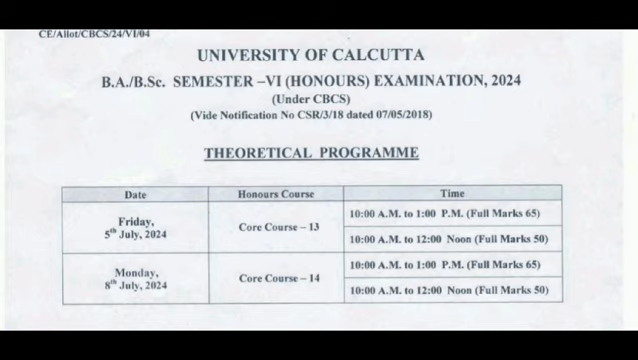 CE/Allot/CBCS/24/VI/04
UNIVERSITY OF CALCUTTA
B.A./B.Sc. SEMESTER –VI (HONOURS) EXAMINATION, 2024
(Under CBCS)
(Vide Notification No CSR/3/18 dated 07/05/2018)
THEORETICAL PROGRAMME
Date Honours Course Time
Friday,
5th July, 2024
Core Course – 13
10:00 A.M. to 1:00 P.M. (Full Marks 65)
10:00 A.M. to 12:00 Noon (Full Marks 50)
Monday,
8th July, 2024
Core Course – 14
10:00 A.M. to 1:00 P.M. (Full Marks 65)
10:00 A.M. to 12:00 Noon (Full Marks 50)